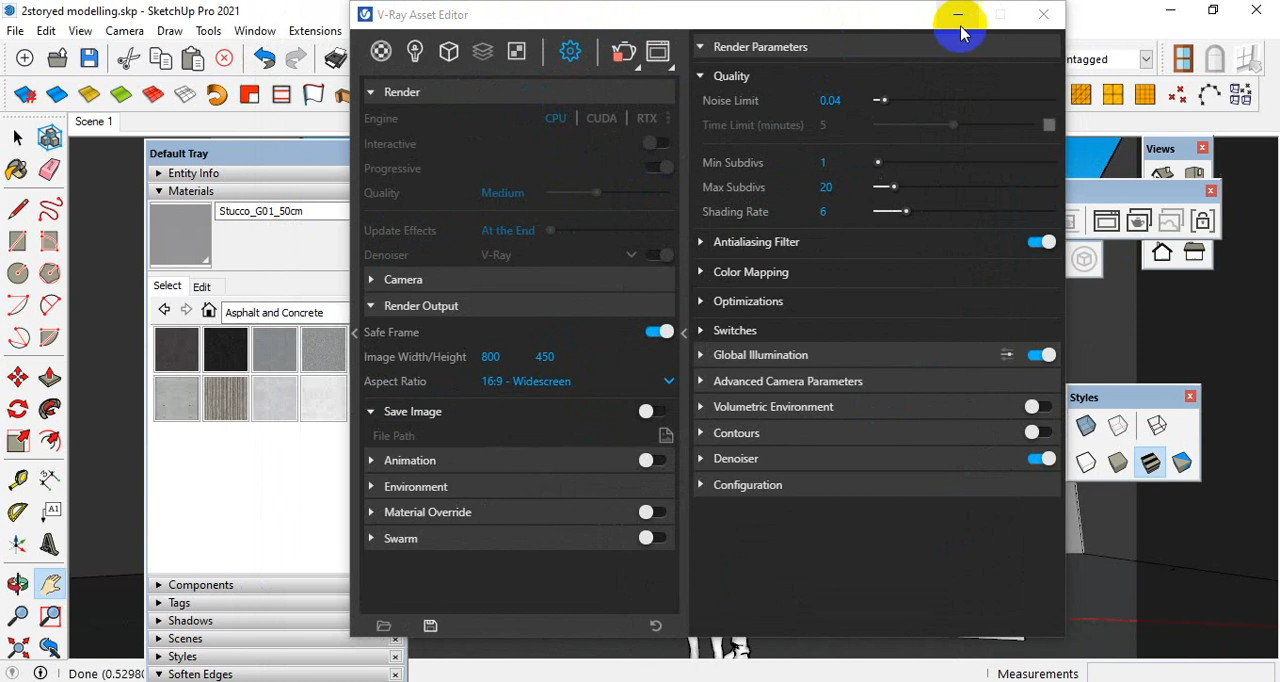 2storyed modelling.skp - SketchUp Pro 2021
File Edit View Camera Draw Tools Window Extensions
Scene 1
Default Tray
Entity Info
Materials
Stucco_G01_50cm
Select Edit
Asphalt and Concrete
Components
Tags
Shadows
Scenes
Styles
Soften Edges
V-Ray Asset Editor
Render
Engine CPU CUDA RTX
Interactive
Progressive
Quality Medium
Update Effects At the End
Denoiser V-Ray
Camera
Render Output
Safe Frame
Image Width/Height 800 450
Aspect Ratio 16:9 - Widescreen
Save Image
File Path
Animation
Environment
Material Override
Swarm
Render Parameters
Quality
Noise Limit 0.04
Time Limit (minutes) 5
Min Subdivs 1
Max Subdivs 20
Shading Rate 6
Antialiasing Filter
Color Mapping
Optimizations
Switches
Global Illumination
Advanced Camera Parameters
Volumetric Environment
Contours
Denoiser
Configuration
Views
Styles
Measurements